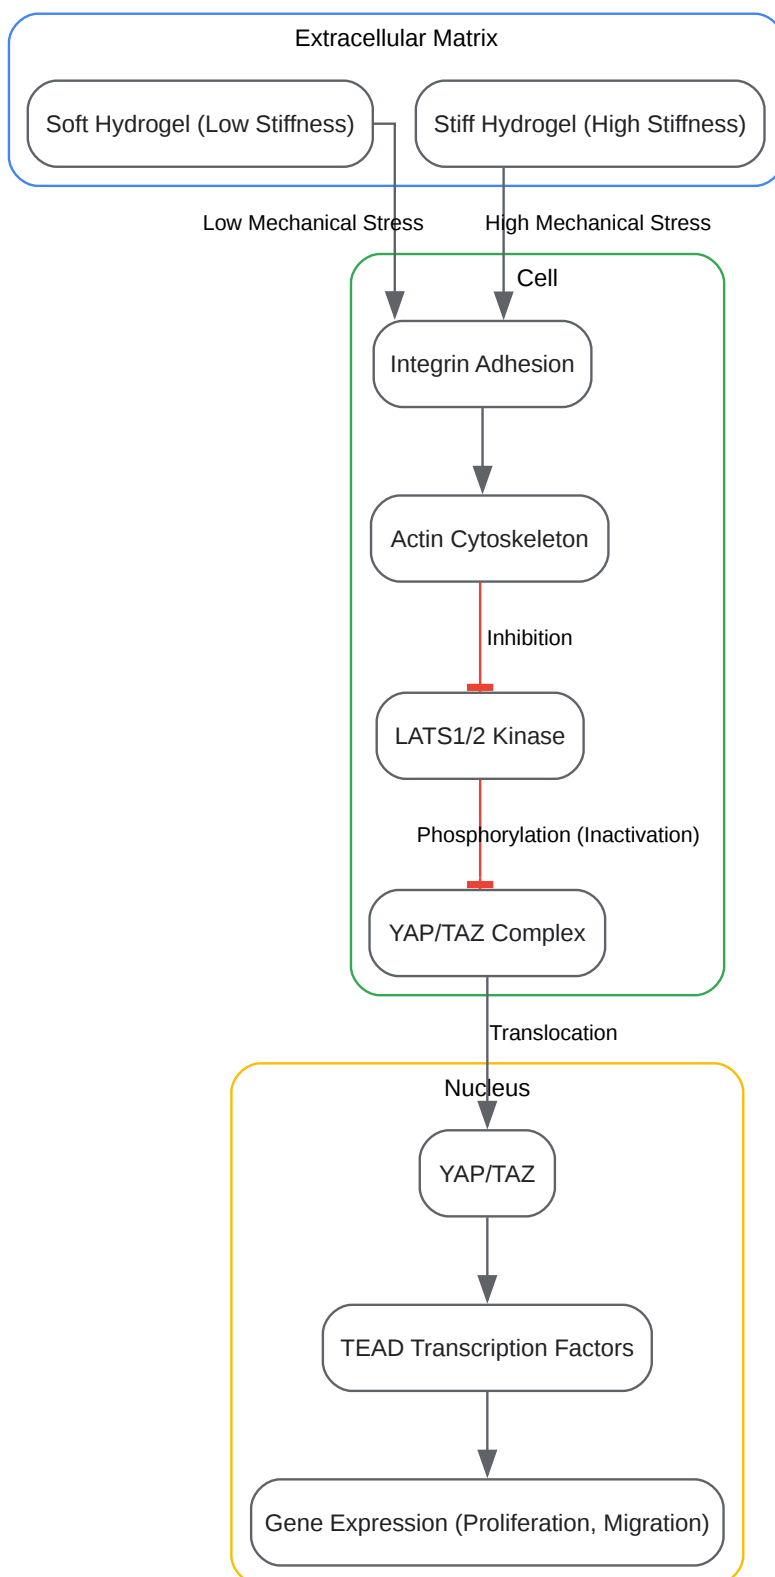 Extracellular Matrix
Soft Hydrogel (Low Stiffness)
Stiff Hydrogel (High Stiffness)
Low Mechanical Stress
High Mechanical Stress
Cell
Integrin Adhesion
Actin Cytoskeleton
Inhibition
LATS1/2 Kinase
Phosphorylation (Inactivation)
YAP/TAZ Complex
Translocation
Nucleus
YAP/TAZ
TEAD Transcription Factors
Gene Expression (Proliferation, Migration)